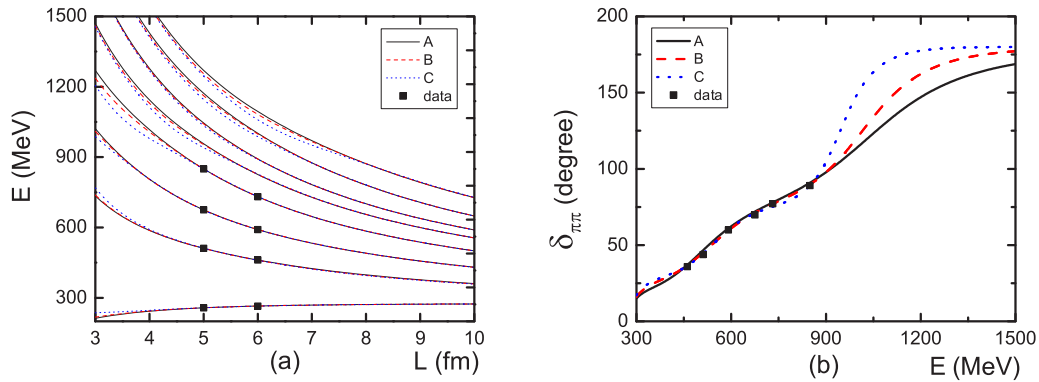 1500
1200
900
600
300
E (MeV)
A
B
C
data
3 4 5 6 7 8 9 10
(a)
L (fm)
200
150
100
50
0
δππ (degree)
A
B
C
data
300 600 900 1200 1500
(b)
E (MeV)